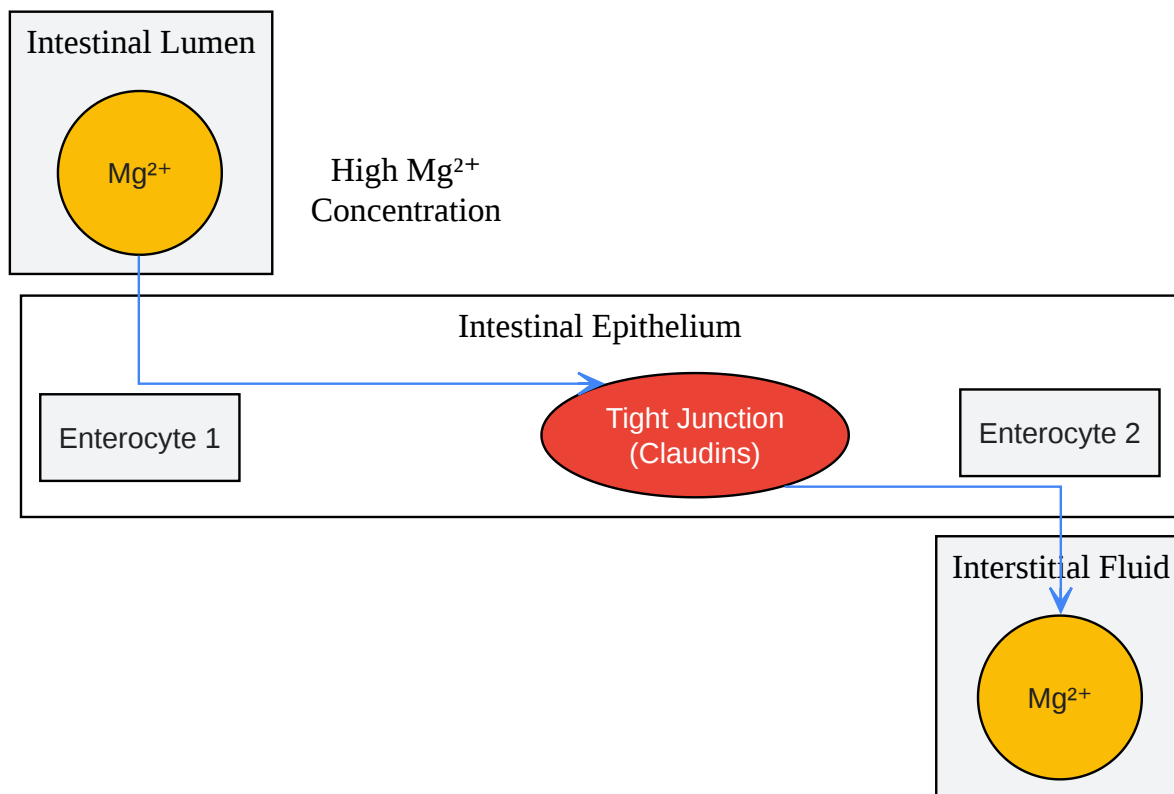 Intestinal Lumen
Mg²⁺
High Mg²⁺
Concentration
Intestinal Epithelium
Enterocyte 1
Tight Junction
(Claudins)
Enterocyte 2
Interstitial Fluid
Mg²⁺